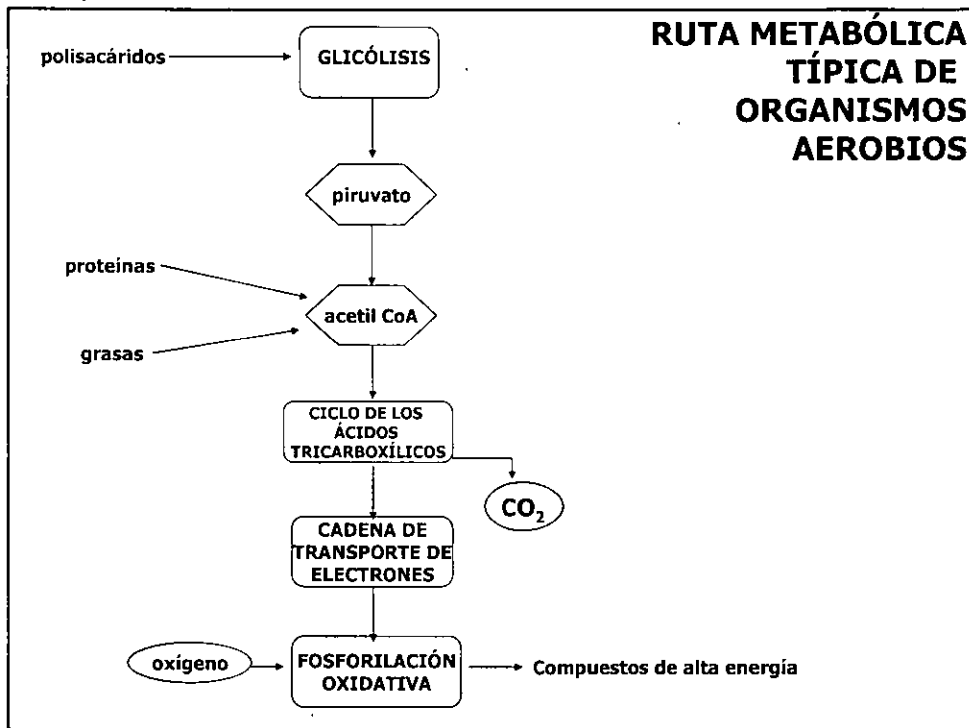 RUTA METABÓLICA
TÍPICA DE
ORGANISMOS
AEROBIOS
polisacáridos
GLICÓLISIS
piruvato
proteínas
acetil CoA
grasas
CICLO DE LOS
ÁCIDOS
TRICARBOXÍLICOS
CO₂
CADENA DE
TRANSPORTE DE
ELECTRONES
oxígeno
FOSFORILACIÓN
OXIDATIVA
Compuestos de alta energía